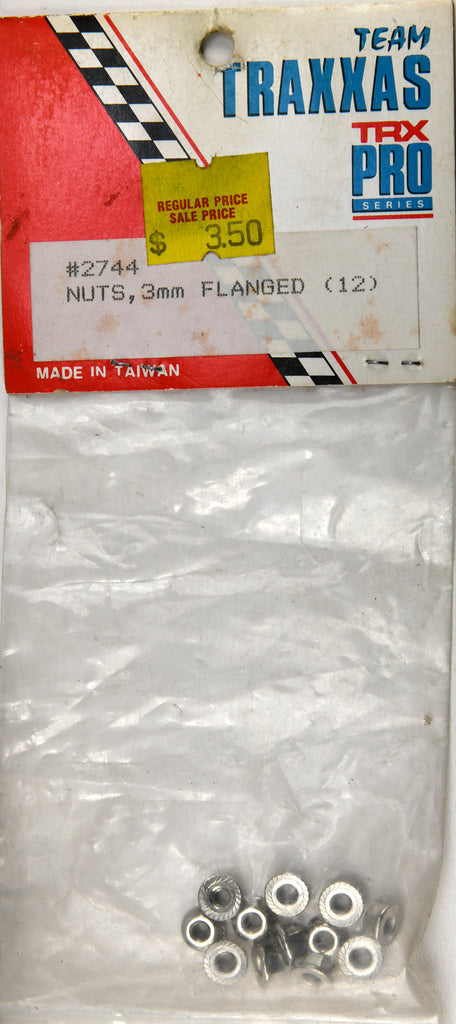 TEAM
TRAXXAS
TRX
PRO
SERIES
REGULAR PRICE
SALE PRICE
$ 3.50
#2744
NUTS,3mm FLANGED (12)
MADE IN TAIWAN